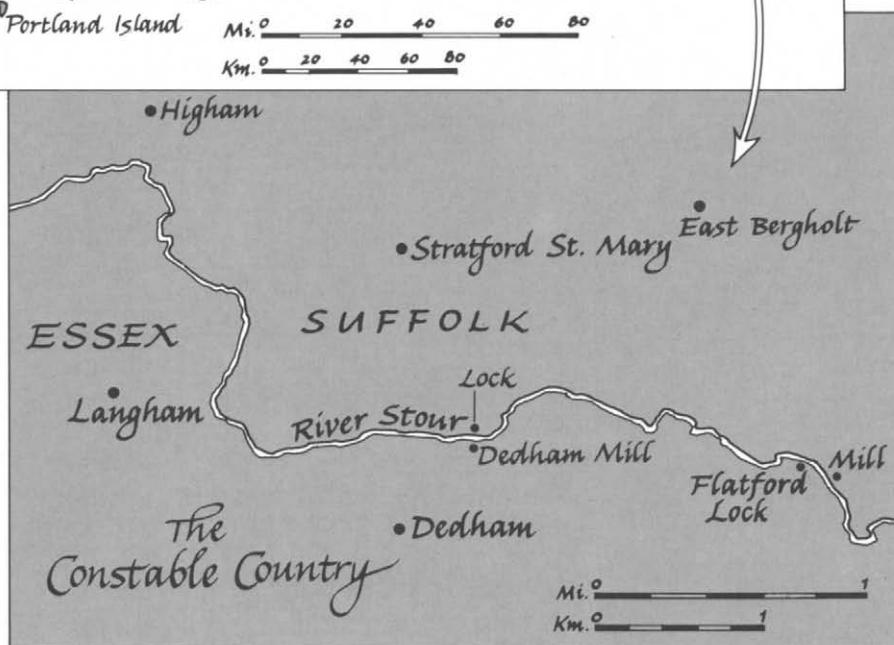 Portland Island
Mi. 0 20 40 60 80
Km. 0 20 40 60 80
Higham
East Bergholt
Stratford St. Mary
SUFFOLK
ESSEX
Lock
Langham
River Stour
Dedham Mill
Mill
Flatford
Lock
Dedham
The
Constable Country
Mi. 0 1
Km. 0 1